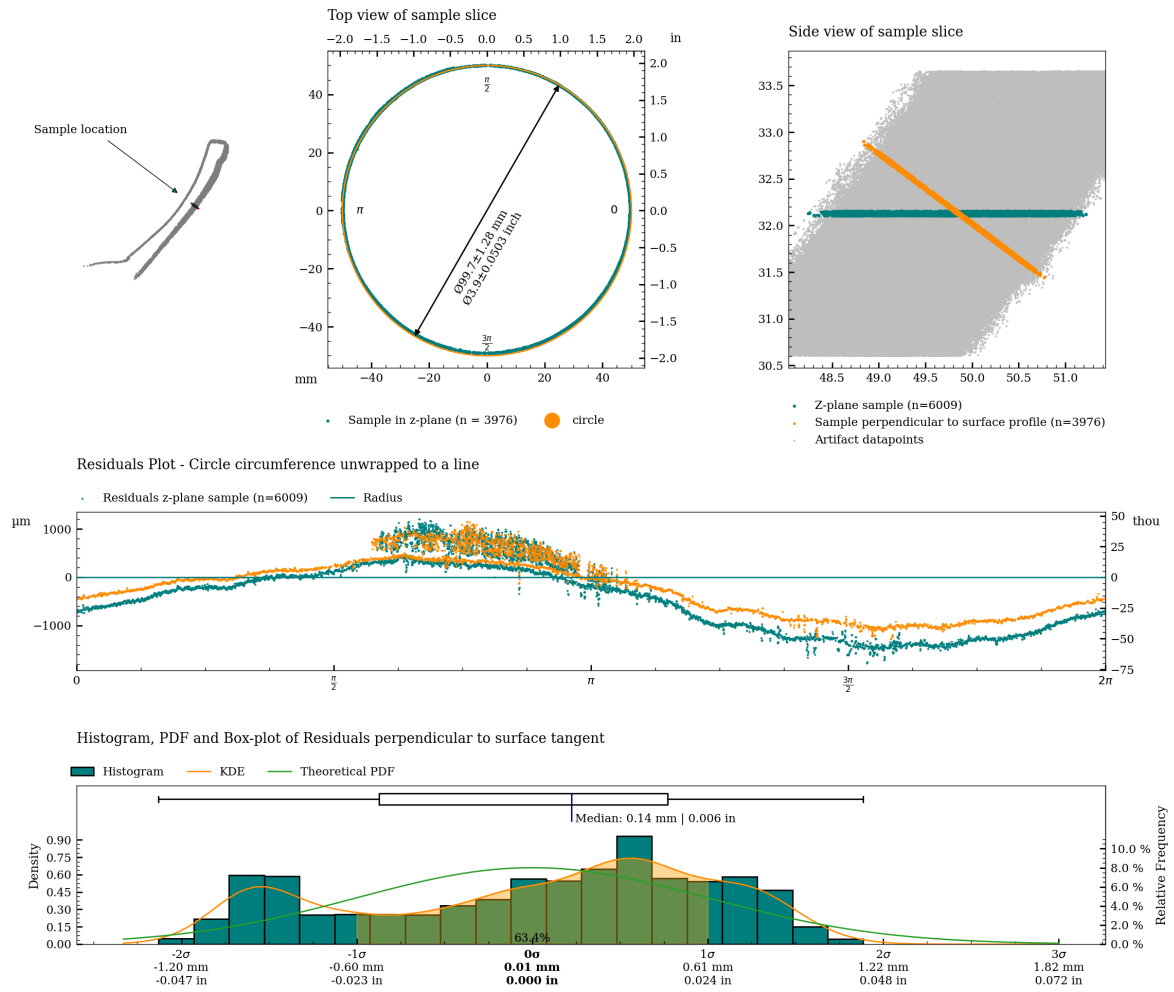 Top view of sample slice
−2.0 −1.5 −1.0 −0.5 0.0 0.5 1.0 1.5 2.0 in
Side view of sample slice
Sample location
40
20
0
−20
−40
mm
−40 −20 0 20 40
2.0
1.5
1.0
0.5
0.0
−0.5
−1.0
−1.5
−2.0
π/2
π
0
3π/2
Ø99.7±1.28 mm
Ø3.9±0.0503 inch
Sample in z-plane (n = 3976)
circle
33.5
33.0
32.5
32.0
31.5
31.0
30.5
48.5 49.0 49.5 50.0 50.5 51.0
Z-plane sample (n=6009)
Sample perpendicular to surface profile (n=3976)
Artifact datapoints
Residuals Plot - Circle circumference unwrapped to a line
Residuals z-plane sample (n=6009)
Radius
µm
1000
0
−1000
50
25
0
−25
−50
−75
thou
0 π/2 π 3π/2 2π
Histogram, PDF and Box-plot of Residuals perpendicular to surface tangent
Histogram
KDE
Theoretical PDF
Median: 0.14 mm | 0.006 in
Density
0.90
0.75
0.60
0.45
0.30
0.15
0.00
10.0 %
8.0 %
6.0 %
4.0 %
2.0 %
0.0 %
Relative Frequency
63.4%
-2σ -1σ 0σ 1σ 2σ 3σ
-1.20 mm -0.60 mm 0.01 mm 0.61 mm 1.22 mm 1.82 mm
-0.047 in -0.023 in 0.000 in 0.024 in 0.048 in 0.072 in